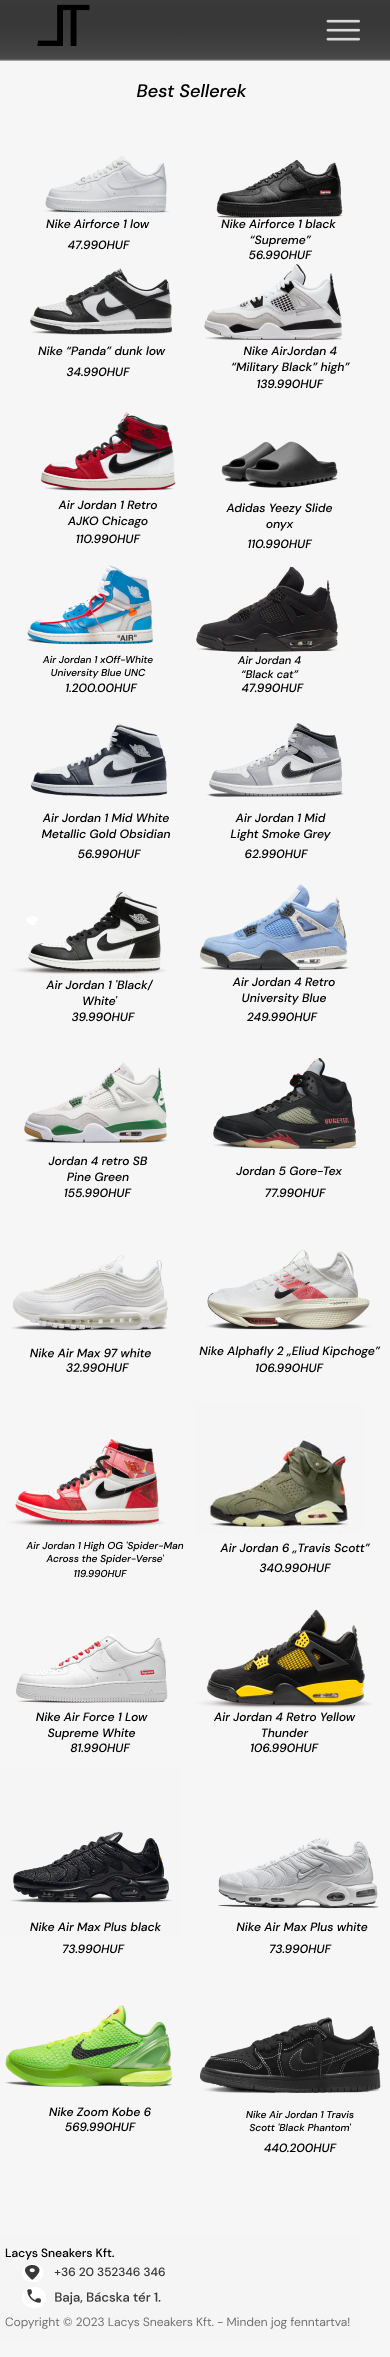 JT
Best Sellerek
Nike Airforce 1 low
47.990HUF
Nike Airforce 1 black
“Supreme”
56.990HUF
Nike “Panda” dunk low
34.990HUF
Nike AirJordan 4
“Military Black” high”
139.990HUF
Air Jordan 1 Retro
AJKO Chicago
110.990HUF
Adidas Yeezy Slide
onyx
110.990HUF
"AIR"
Air Jordan 1 xOff-White
University Blue UNC
1.200.00HUF
Air Jordan 4
“Black cat”
47.990HUF
Air Jordan 1 Mid White
Metallic Gold Obsidian
56.990HUF
Air Jordan 1 Mid
Light Smoke Grey
62.990HUF
Air Jordan 1 'Black/
White'
39.990HUF
Air Jordan 4 Retro
University Blue
249.990HUF
Jordan 4 retro SB
Pine Green
155.990HUF
GORE-TEX
Jordan 5 Gore-Tex
77.990HUF
Nike Air Max 97 white
32.990HUF
Nike Alphafly 2 „Eliud Kipchoge”
106.990HUF
Air Jordan 1 High OG 'Spider-Man
Across the Spider-Verse'
119.990HUF
Air Jordan 6 „Travis Scott”
340.990HUF
Supreme
Nike Air Force 1 Low
Supreme White
81.990HUF
Air Jordan 4 Retro Yellow
Thunder
106.990HUF
Nike Air Max Plus black
73.990HUF
Nike Air Max Plus white
73.990HUF
Nike Zoom Kobe 6
569.990HUF
Nike Air Jordan 1 Travis
Scott 'Black Phantom'
440.200HUF
Lacys Sneakers Kft.
+36 20 352346 346
Baja, Bácska tér 1.
Copyright © 2023 Lacys Sneakers Kft. - Minden jog fenntartva!